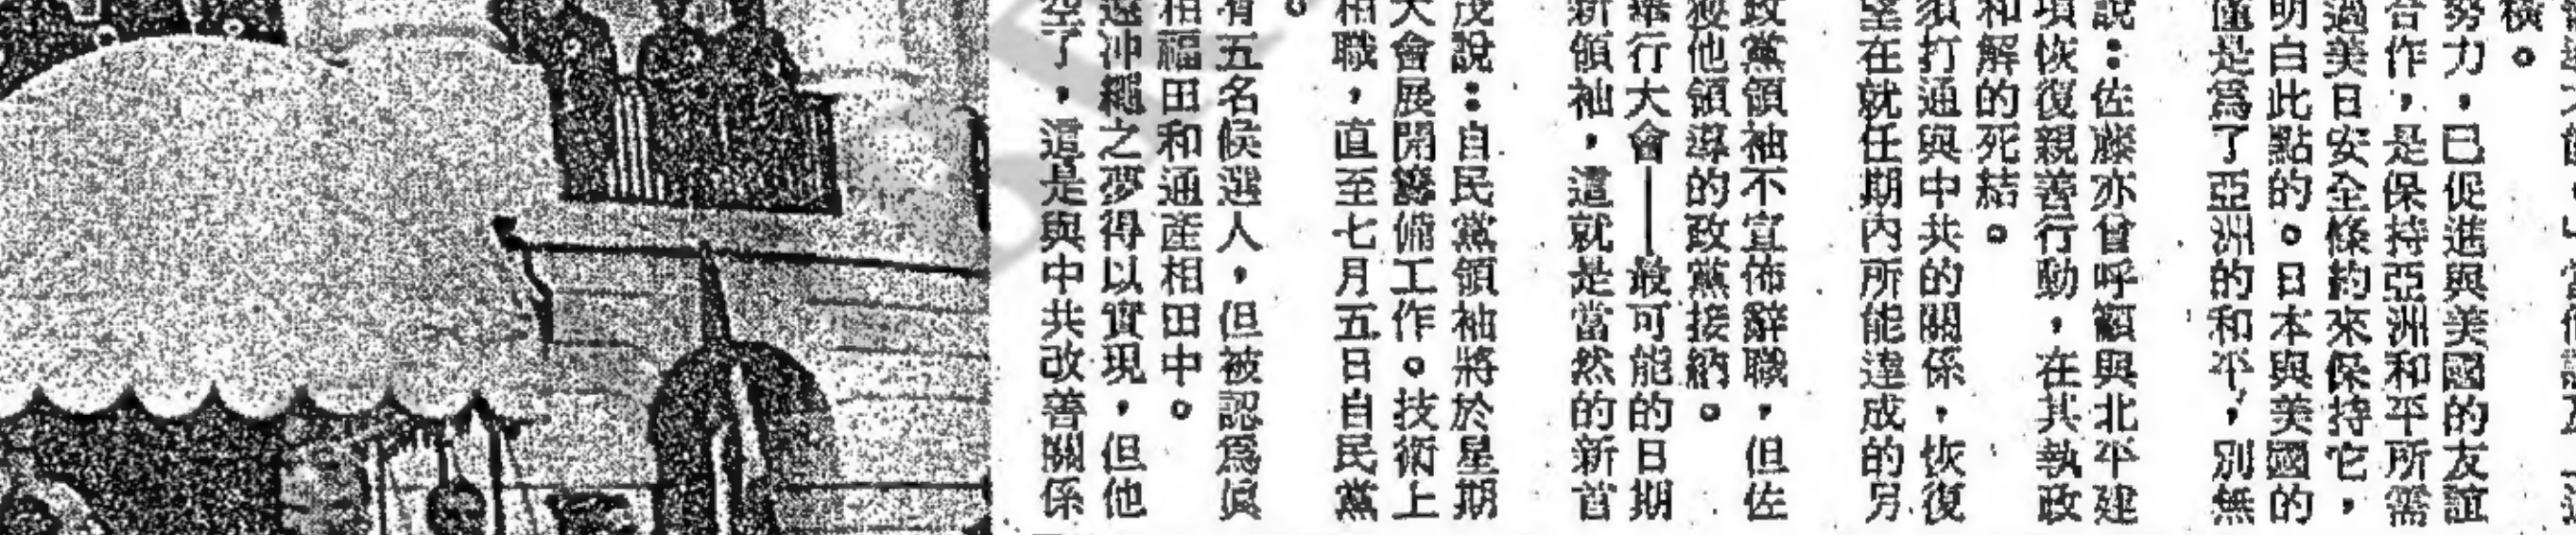 橫。
努力，已促進與美國的友誼
合作，是保持亞洲和平所需
過美日安全條約來保持它，
明白此點的。日本與美國的
僅是爲了亞洲的和平，別無
說：佐藤亦曾呼籲與北平建
項恢復親善行動，在其執政
和解的死結。
須打通與中共的關係，恢復
望在就任期內所能達成的另
政黨領袖不宣佈辭職，但佐
獲他領導的政黨接納。
舉行大會——最可能的日期
新領袖，這就是當然的新首
茂說：自民黨領袖將於星期
大會展開籌備工作。技術上
相職，直至七月五日自民黨
。
有五名候選人，但被認爲眞
相福田和通產相田中。
還沖繩之夢得以實現，但他
空了，這是與中共改善關係